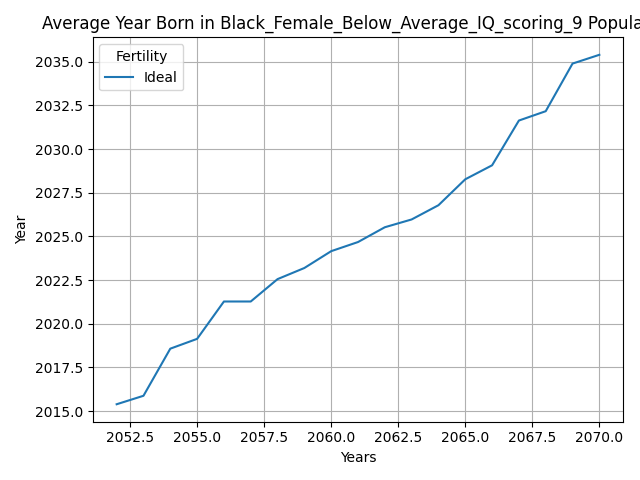 Average Year Born in Black_Female_Below_Average_IQ_scoring_9 Popula
Fertility
Ideal
2035.0
2032.5
2030.0
2027.5
2025.0
2022.5
2020.0
2017.5
2015.0
Year
2052.5 2055.0 2057.5 2060.0 2062.5 2065.0 2067.5 2070.0
Years